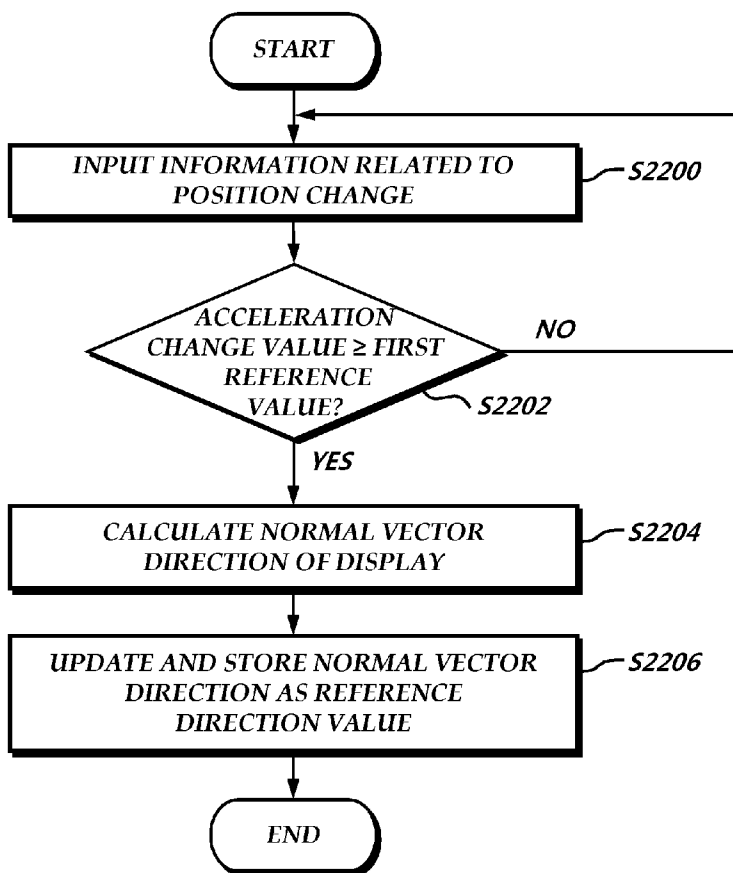 START
INPUT INFORMATION RELATED TO
POSITION CHANGE
S2200
ACCELERATION
CHANGE VALUE ≥ FIRST
REFERENCE
VALUE?
NO
S2202
YES
CALCULATE NORMAL VECTOR
DIRECTION OF DISPLAY
S2204
UPDATE AND STORE NORMAL VECTOR
DIRECTION AS REFERENCE
DIRECTION VALUE
S2206
END